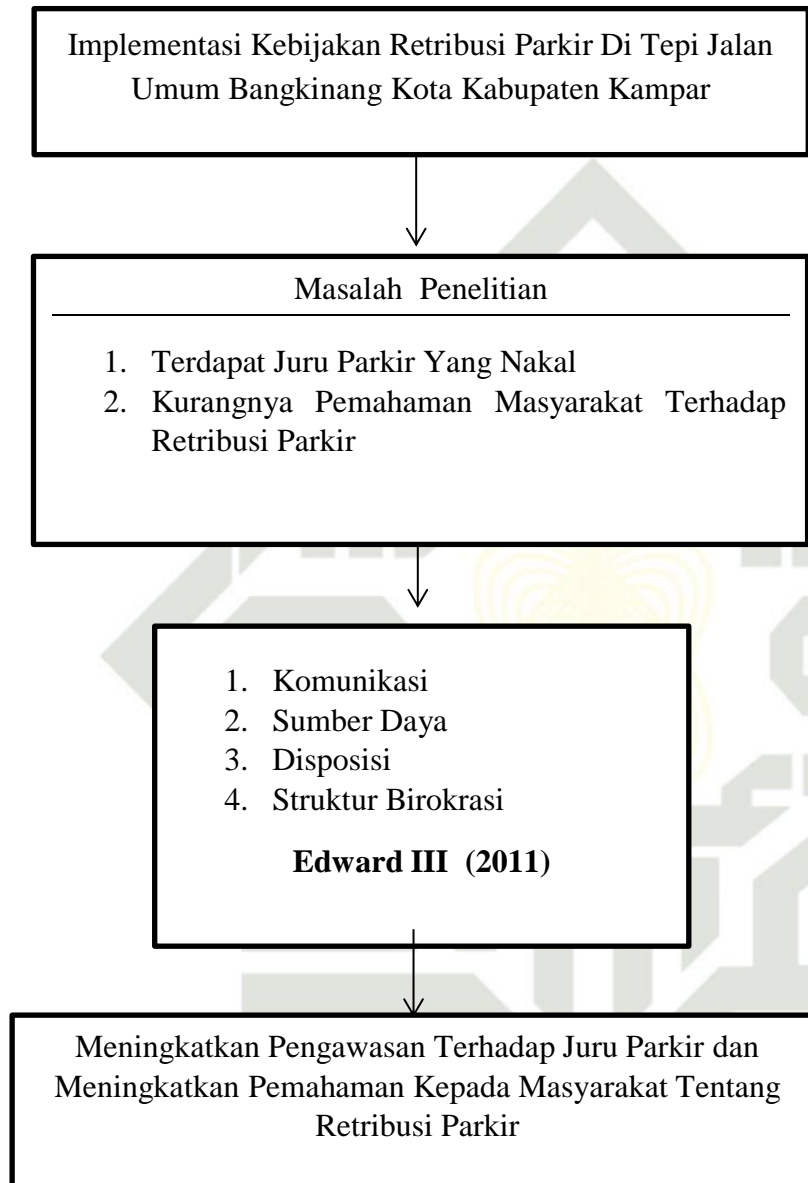 Implementasi Kebijakan Retribusi Parkir Di Tepi Jalan
Umum Bangkinang Kota Kabupaten Kampar
Masalah Penelitian
1. Terdapat Juru Parkir Yang Nakal
2. Kurangnya Pemahaman Masyarakat Terhadap
Retribusi Parkir
1. Komunikasi
2. Sumber Daya
3. Disposisi
4. Struktur Birokrasi
Edward III (2011)
Meningkatkan Pengawasan Terhadap Juru Parkir dan
Meningkatkan Pemahaman Kepada Masyarakat Tentang
Retribusi Parkir